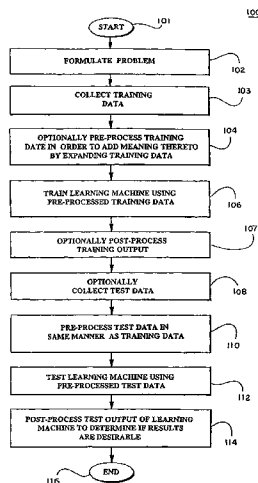 100
START
101
FORMULATE PROBLEM
102
COLLECT TRAINING
DATA
103
OPTIONALLY PRE-PROCESS TRAINING
DATE IN ORDER TO ADD MEANING THERETO
BY EXPANDING TRAINING DATA
104
TRAIN LEARNING MACHINE USING
PRE-PROCESSED TRAINING DATA
106
OPTIONALLY POST-PROCESS
TRAINING OUTPUT
107
OPTIONALLY
COLLECT TEST DATA
108
PRE-PROCESS TEST DATA IN
SAME MANNER AS TRAINING DATA
110
TEST LEARNING MACHINE USING
PRE-PROCESSED TEST DATA
112
POST-PROCESS TEST OUTPUT OF LEARNING
MACHINE TO DETERMINE IF RESULTS
ARE DESIRABLE
114
END
116